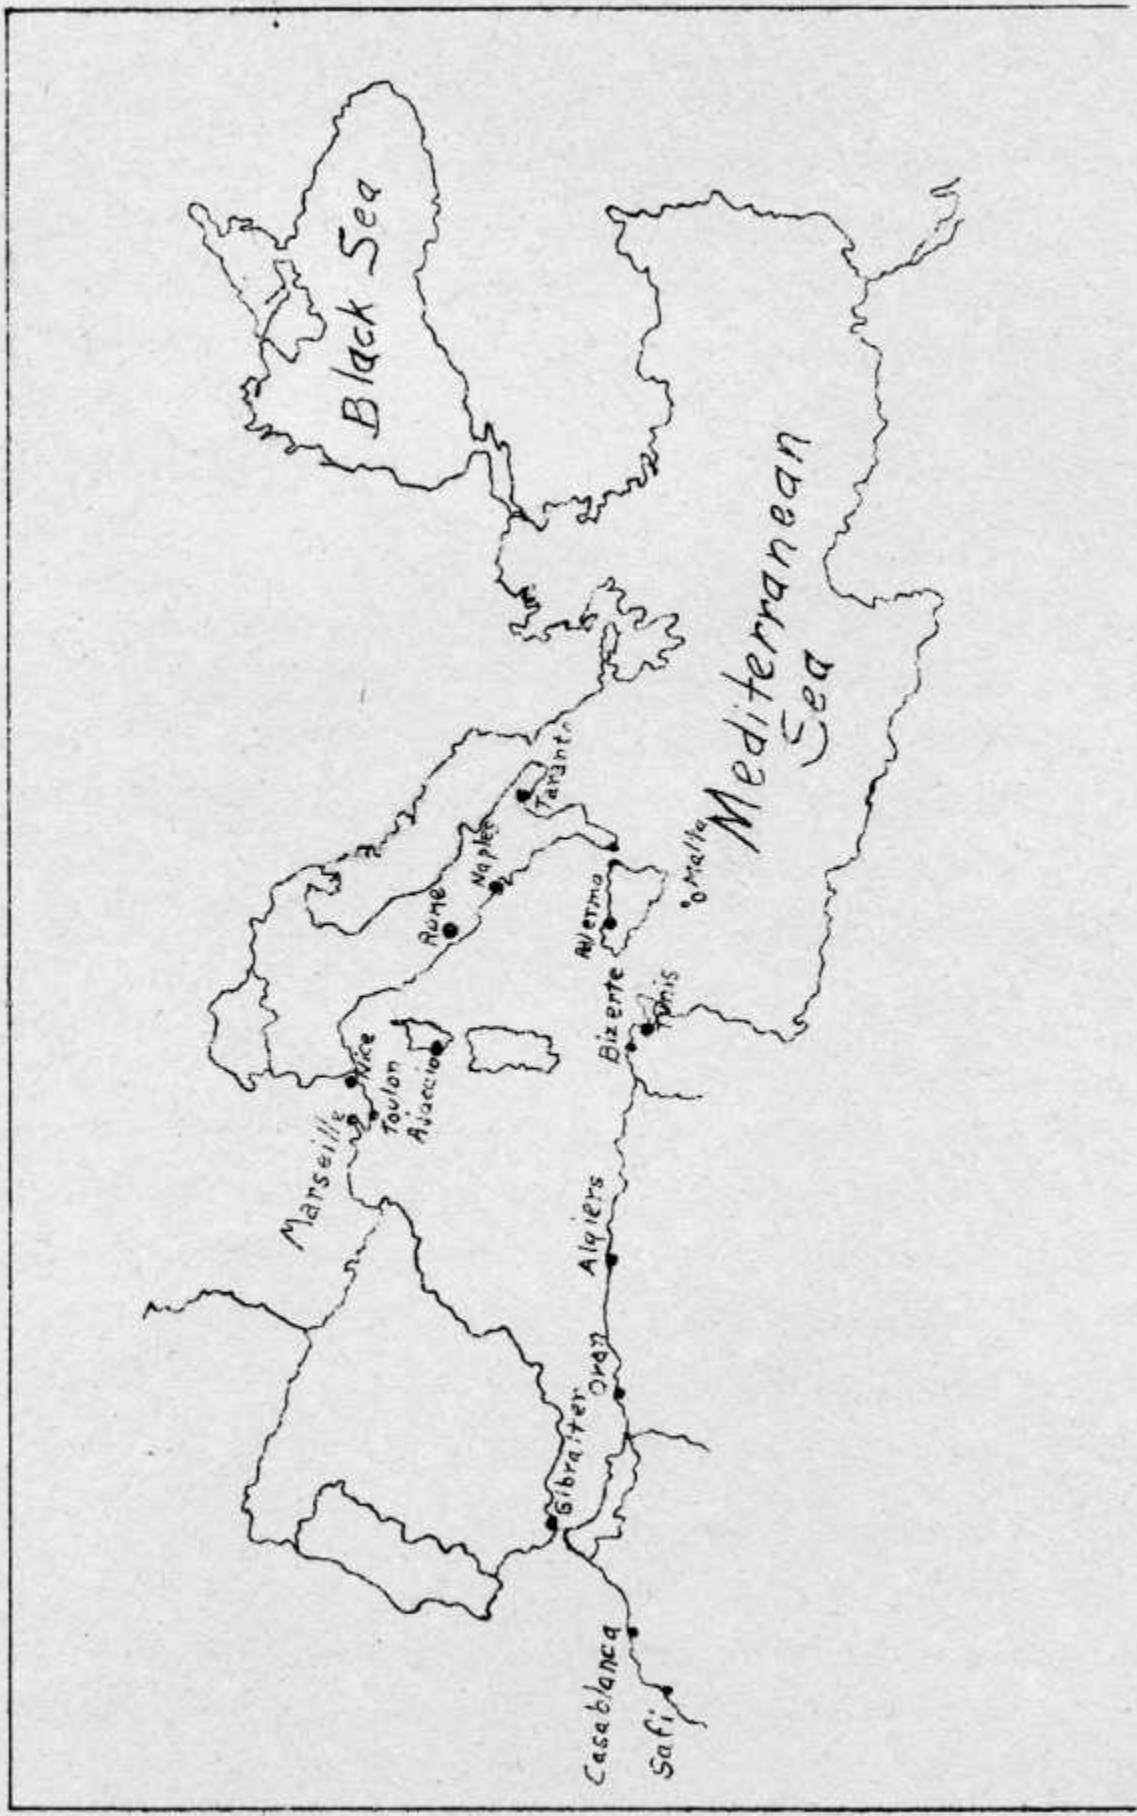 Black Sea
Marseille
Nice
Toulon
Ajaccio
Rome
Naples
Taranto
Mediterranean
Sea
Malta
Palermo
Bizerte
Tunis
Algiers
Oran
Gibralter
Casablanca
Safi